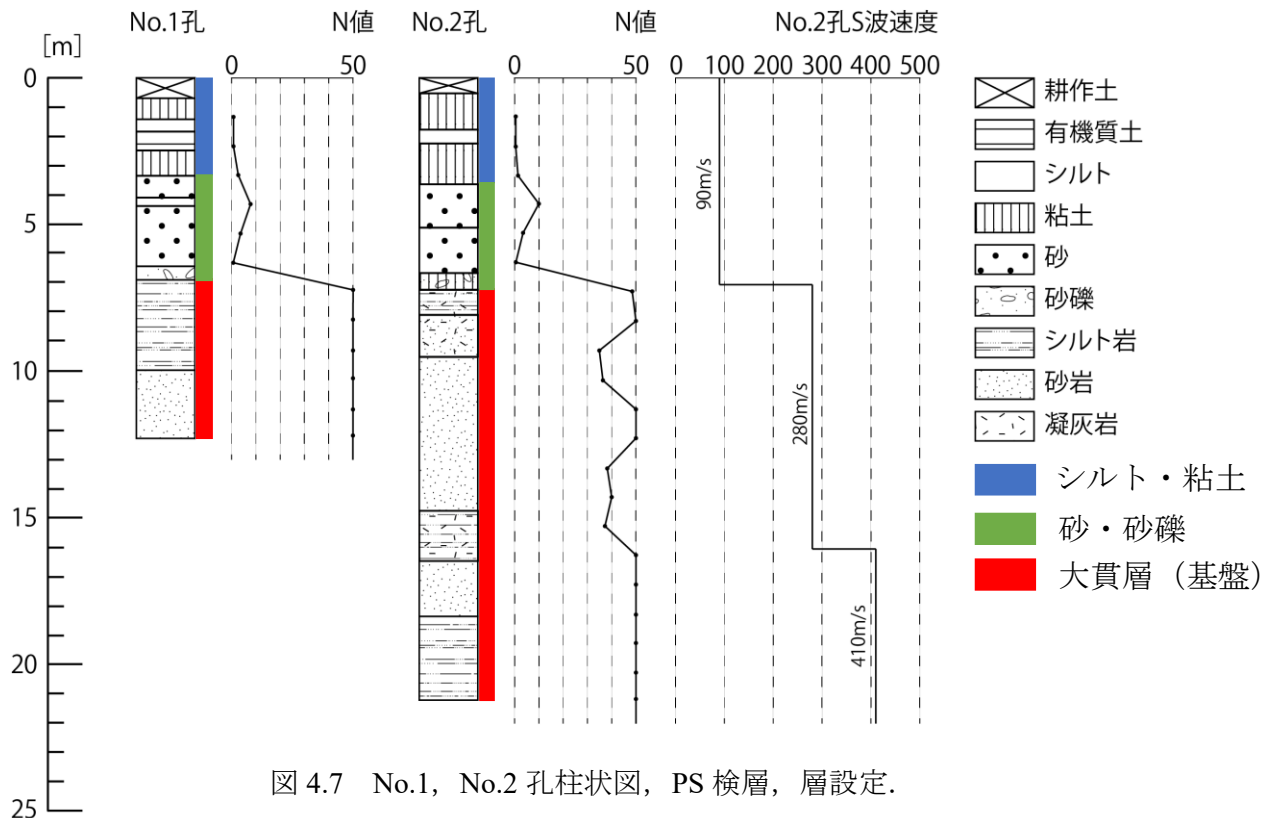 No.1孔 N値 No.2孔 N値 No.2孔S波速度
[m]
0 50 0 50 0 100 200 300 400 500
0
5
10
15
20
25
90m/s
280m/s
410m/s
耕作土
有機質土
シルト
粘土
砂
砂礫
シルト岩
砂岩
凝灰岩
シルト・粘土
砂・砂礫
大貫層（基盤）
図 4.7 No.1，No.2 孔柱状図，PS 検層，層設定．